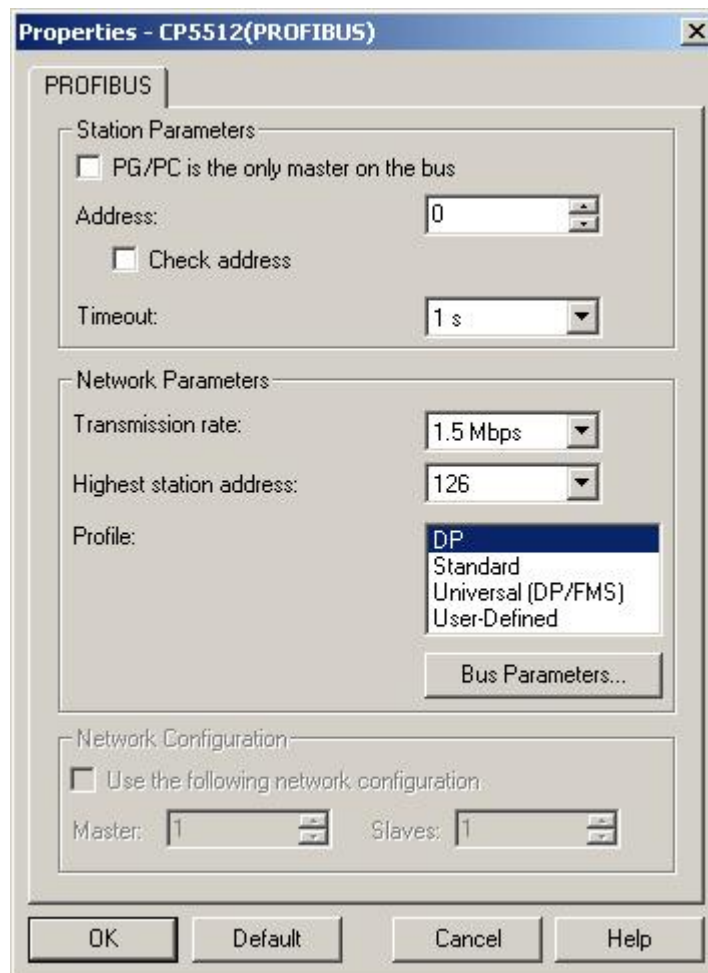 Properties - CP5512(PROFIBUS)
PROFIBUS
Station Parameters
PG/PC is the only master on the bus
Address: 0
Check address
Timeout: 1 s
Network Parameters
Transmission rate: 1.5 Mbps
Highest station address: 126
Profile: DP
Standard
Universal (DP/FMS)
User-Defined
Bus Parameters...
Network Configuration
Use the following network configuration
Master: 1 Slaves: 1
OK Default Cancel Help